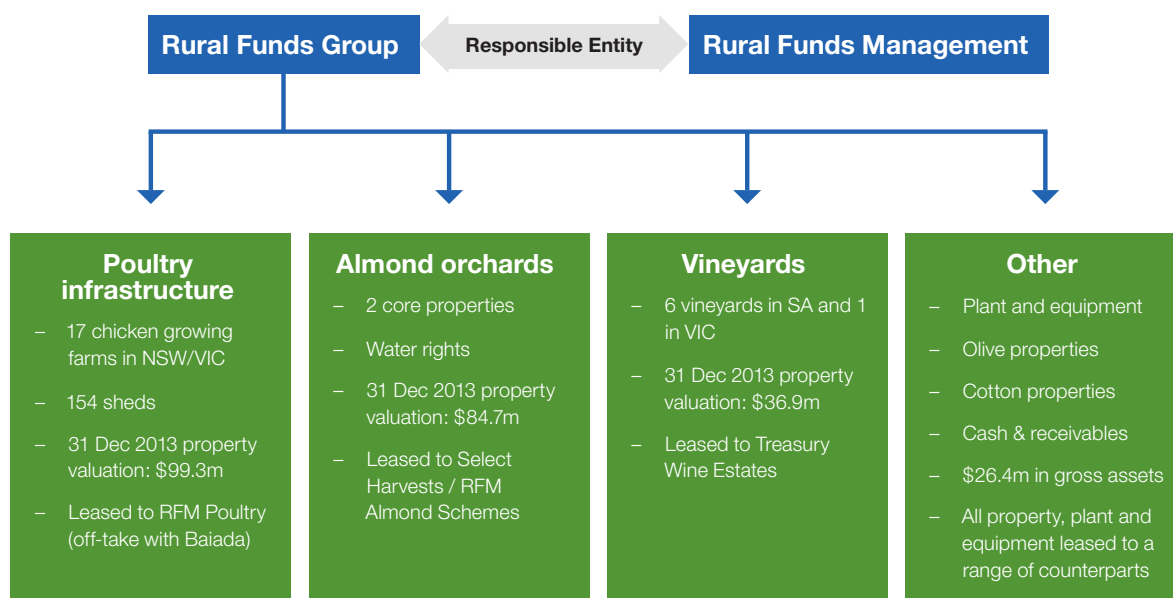 Rural Funds Group
Responsible Entity
Rural Funds Management
Poultry
infrastructure
– 17 chicken growing
farms in NSW/VIC
– 154 sheds
– 31 Dec 2013 property
valuation: $99.3m
– Leased to RFM Poultry
(off-take with Baiada)
Almond orchards
– 2 core properties
– Water rights
– 31 Dec 2013 property
valuation: $84.7m
– Leased to Select
Harvests / RFM
Almond Schemes
Vineyards
– 6 vineyards in SA and 1
in VIC
– 31 Dec 2013 property
valuation: $36.9m
– Leased to Treasury
Wine Estates
Other
– Plant and equipment
– Olive properties
– Cotton properties
– Cash & receivables
– $26.4m in gross assets
– All property, plant and
equipment leased to a
range of counterparts